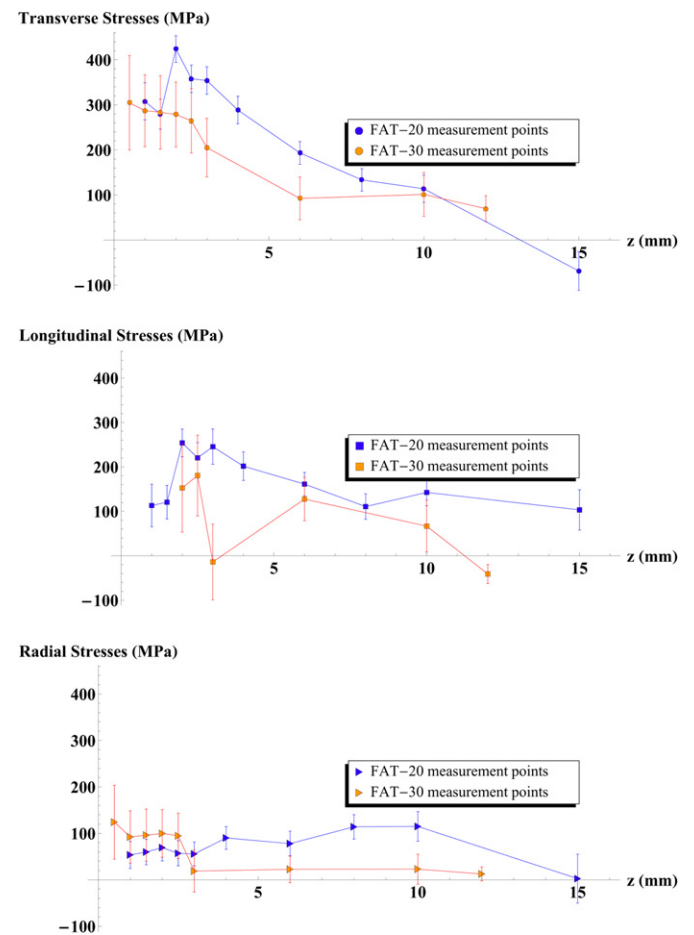 Transverse Stresses (MPa)
400
300
200
100
−100
FAT−20 measurement points
FAT−30 measurement points
5
10
15
z (mm)
Longitudinal Stresses (MPa)
400
300
200
100
−100
FAT−20 measurement points
FAT−30 measurement points
5
10
15
z (mm)
Radial Stresses (MPa)
400
300
200
100
−100
FAT−20 measurement points
FAT−30 measurement points
5
10
15
z (mm)